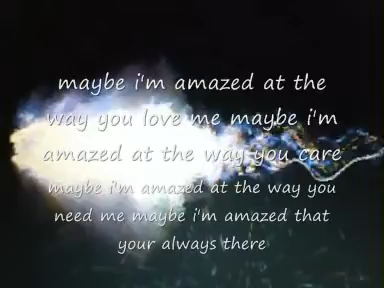 maybe i'm amazed at the
way you love me maybe i'm
amazed at the way you care
maybe i'm amazed at the way you
need me maybe i'm amazed that
your always there